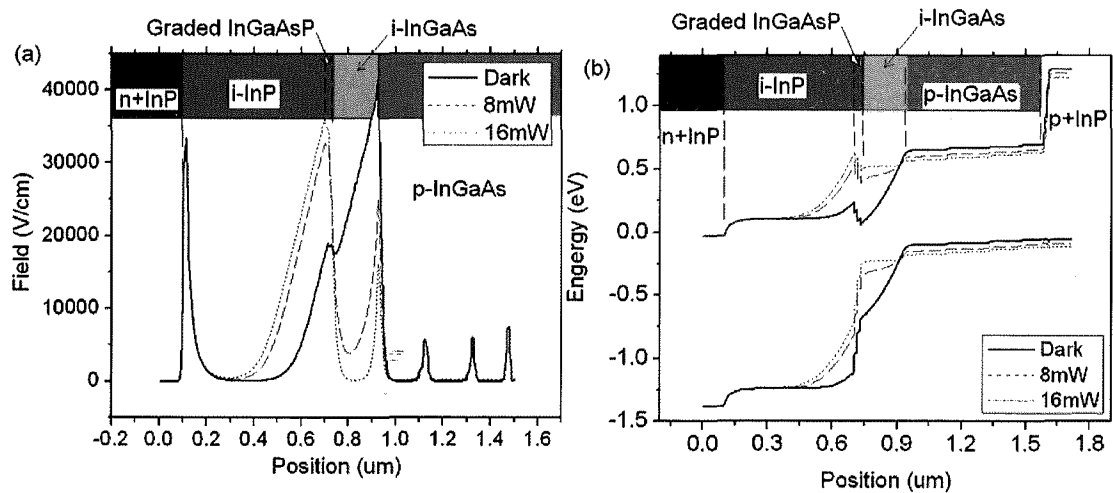 Graded InGaAsP
i-InGaAs
(a)
n+InP
i-InP
Dark
8mW
16mW
p-InGaAs
40000
30000
20000
10000
0
Field (V/cm)
-0.2 0.0 0.2 0.4 0.6 0.8 1.0 1.2 1.4 1.6
Position (um)
Graded InGaAsP
i-InGaAs
(b)
i-InP
p-InGaAs
n+InP
p+InP
1.0
0.5
0.0
-0.5
-1.0
-1.5
Engergy (eV)
Dark
8mW
16mW
0.0 0.3 0.6 0.9 1.2 1.5 1.8
Position (um)